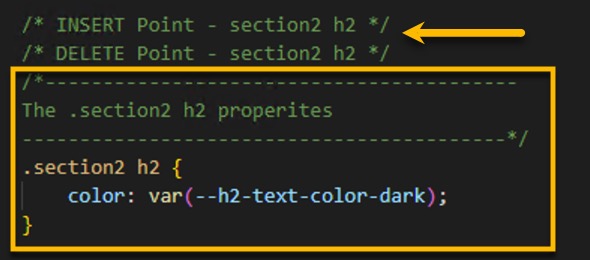 /* INSERT Point - section2 h2 */
/* DELETE Point - section2 h2 */
/*-----------------------------------------
The .section2 h2 properites
------------------------------------------*/
.section2 h2 {
    color: var(--h2-text-color-dark);
}